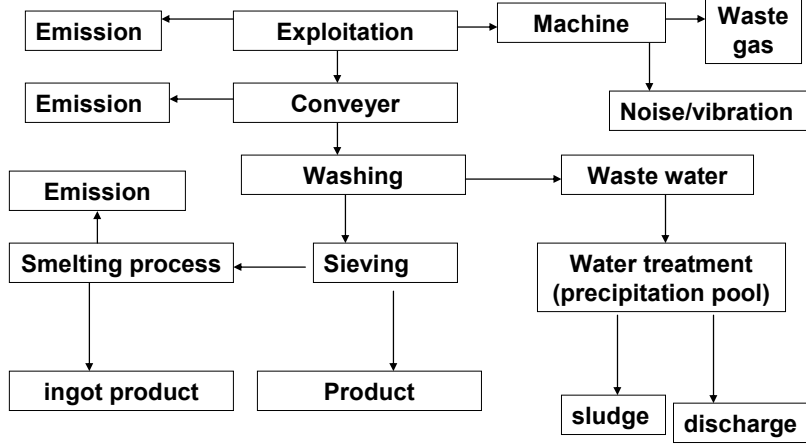 Emission
Exploitation
Machine
Waste
gas
Emission
Conveyer
Noise/vibration
Washing
Waste water
Emission
Smelting process
Sieving
Water treatment
(precipitation pool)
ingot product
Product
sludge
discharge